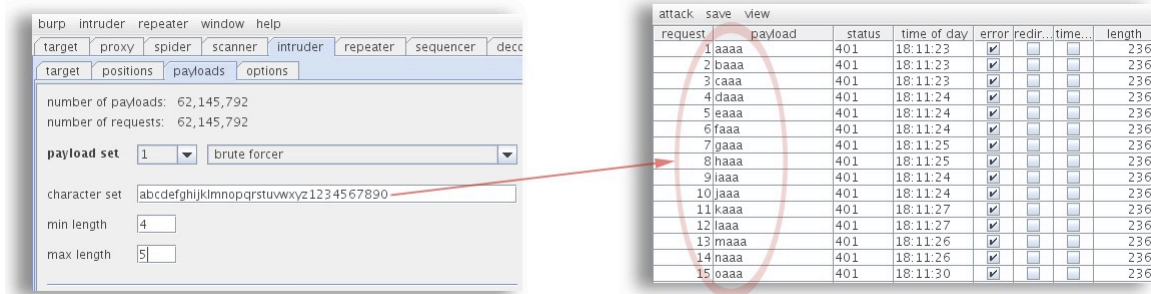 burp intruder repeater window help
target proxy spider scanner intruder repeater sequencer deco
target positions payloads options
number of payloads: 62,145,792
number of requests: 62,145,792
payload set 1 brute forcer
character set abcdefghijklmnopqrstuvwxyz1234567890
min length 4
max length 5
attack save view
request payload status time of day error redir... time... length
1 aaaa 401 18:11:23 236
2 baaa 401 18:11:23 236
3 caaa 401 18:11:23 236
4 daaa 401 18:11:24 236
5 eaaa 401 18:11:24 236
6 faaa 401 18:11:24 236
7 gaaa 401 18:11:25 236
8 haaa 401 18:11:25 236
9 iaaa 401 18:11:24 236
10 jaaa 401 18:11:24 236
11 kaaa 401 18:11:27 236
12 laaa 401 18:11:27 236
13 maaa 401 18:11:26 236
14 naaa 401 18:11:26 236
15 oaaa 401 18:11:30 236